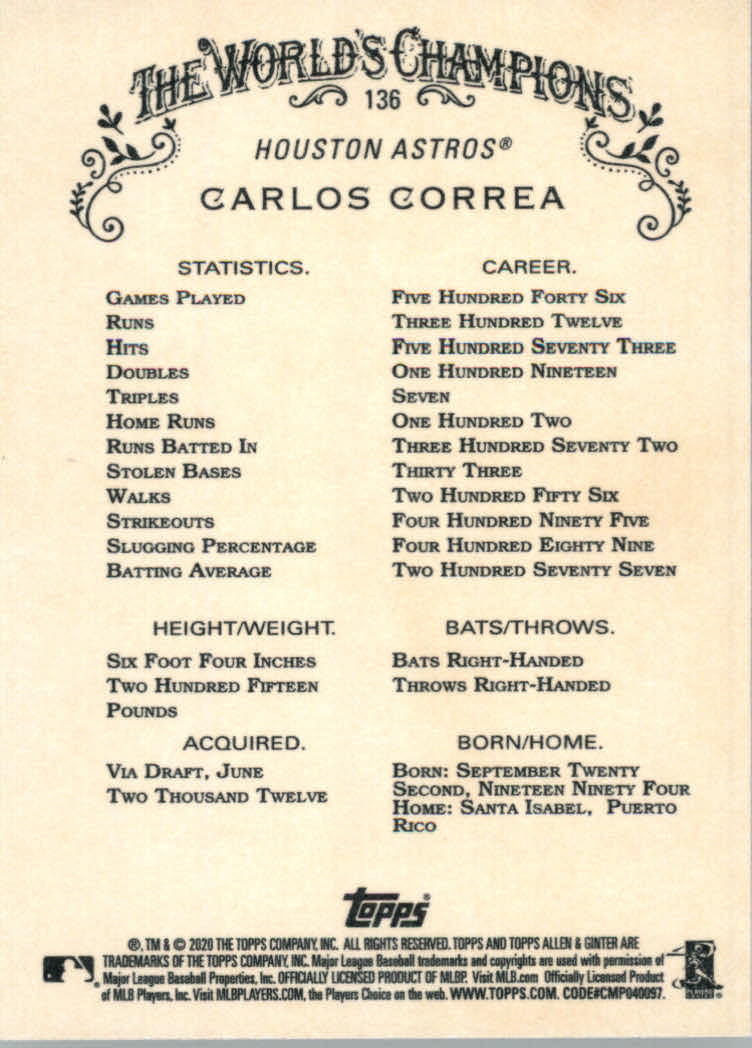 THE WORLD'S CHAMPIONS
136
HOUSTON ASTROS®
CARLOS CORREA
STATISTICS.
GAMES PLAYED
RUNS
HITS
DOUBLES
TRIPLES
HOME RUNS
RUNS BATTED IN
STOLEN BASES
WALKS
STRIKEOUTS
SLUGGING PERCENTAGE
BATTING AVERAGE
CAREER.
FIVE HUNDRED FORTY SIX
THREE HUNDRED TWELVE
FIVE HUNDRED SEVENTY THREE
ONE HUNDRED NINETEEN
SEVEN
ONE HUNDRED TWO
THREE HUNDRED SEVENTY TWO
THIRTY THREE
TWO HUNDRED FIFTY SIX
FOUR HUNDRED NINETY FIVE
FOUR HUNDRED EIGHTY NINE
TWO HUNDRED SEVENTY SEVEN
HEIGHT/WEIGHT.
SIX FOOT FOUR INCHES
TWO HUNDRED FIFTEEN
POUNDS
BATS/THROWS.
BATS RIGHT-HANDED
THROWS RIGHT-HANDED
ACQUIRED.
VIA DRAFT, JUNE
TWO THOUSAND TWELVE
BORN/HOME.
BORN: SEPTEMBER TWENTY
SECOND, NINETEEN NINETY FOUR
HOME: SANTA ISABEL, PUERTO
RICO
topps®
®, TM & © 2020 THE TOPPS COMPANY, INC. ALL RIGHTS RESERVED. TOPPS AND TOPPS ALLEN & GINTER ARE
TRADEMARKS OF THE TOPPS COMPANY, INC. Major League Baseball trademarks and copyrights are used with permission of
Major League Baseball Properties, Inc. OFFICIALLY LICENSED PRODUCT OF MLBP. Visit MLB.com Officially Licensed Product
of MLB Players, Inc. Visit MLBPLAYERS.COM, the Players Choice on the web. WWW.TOPPS.COM. CODE#CMP040097.